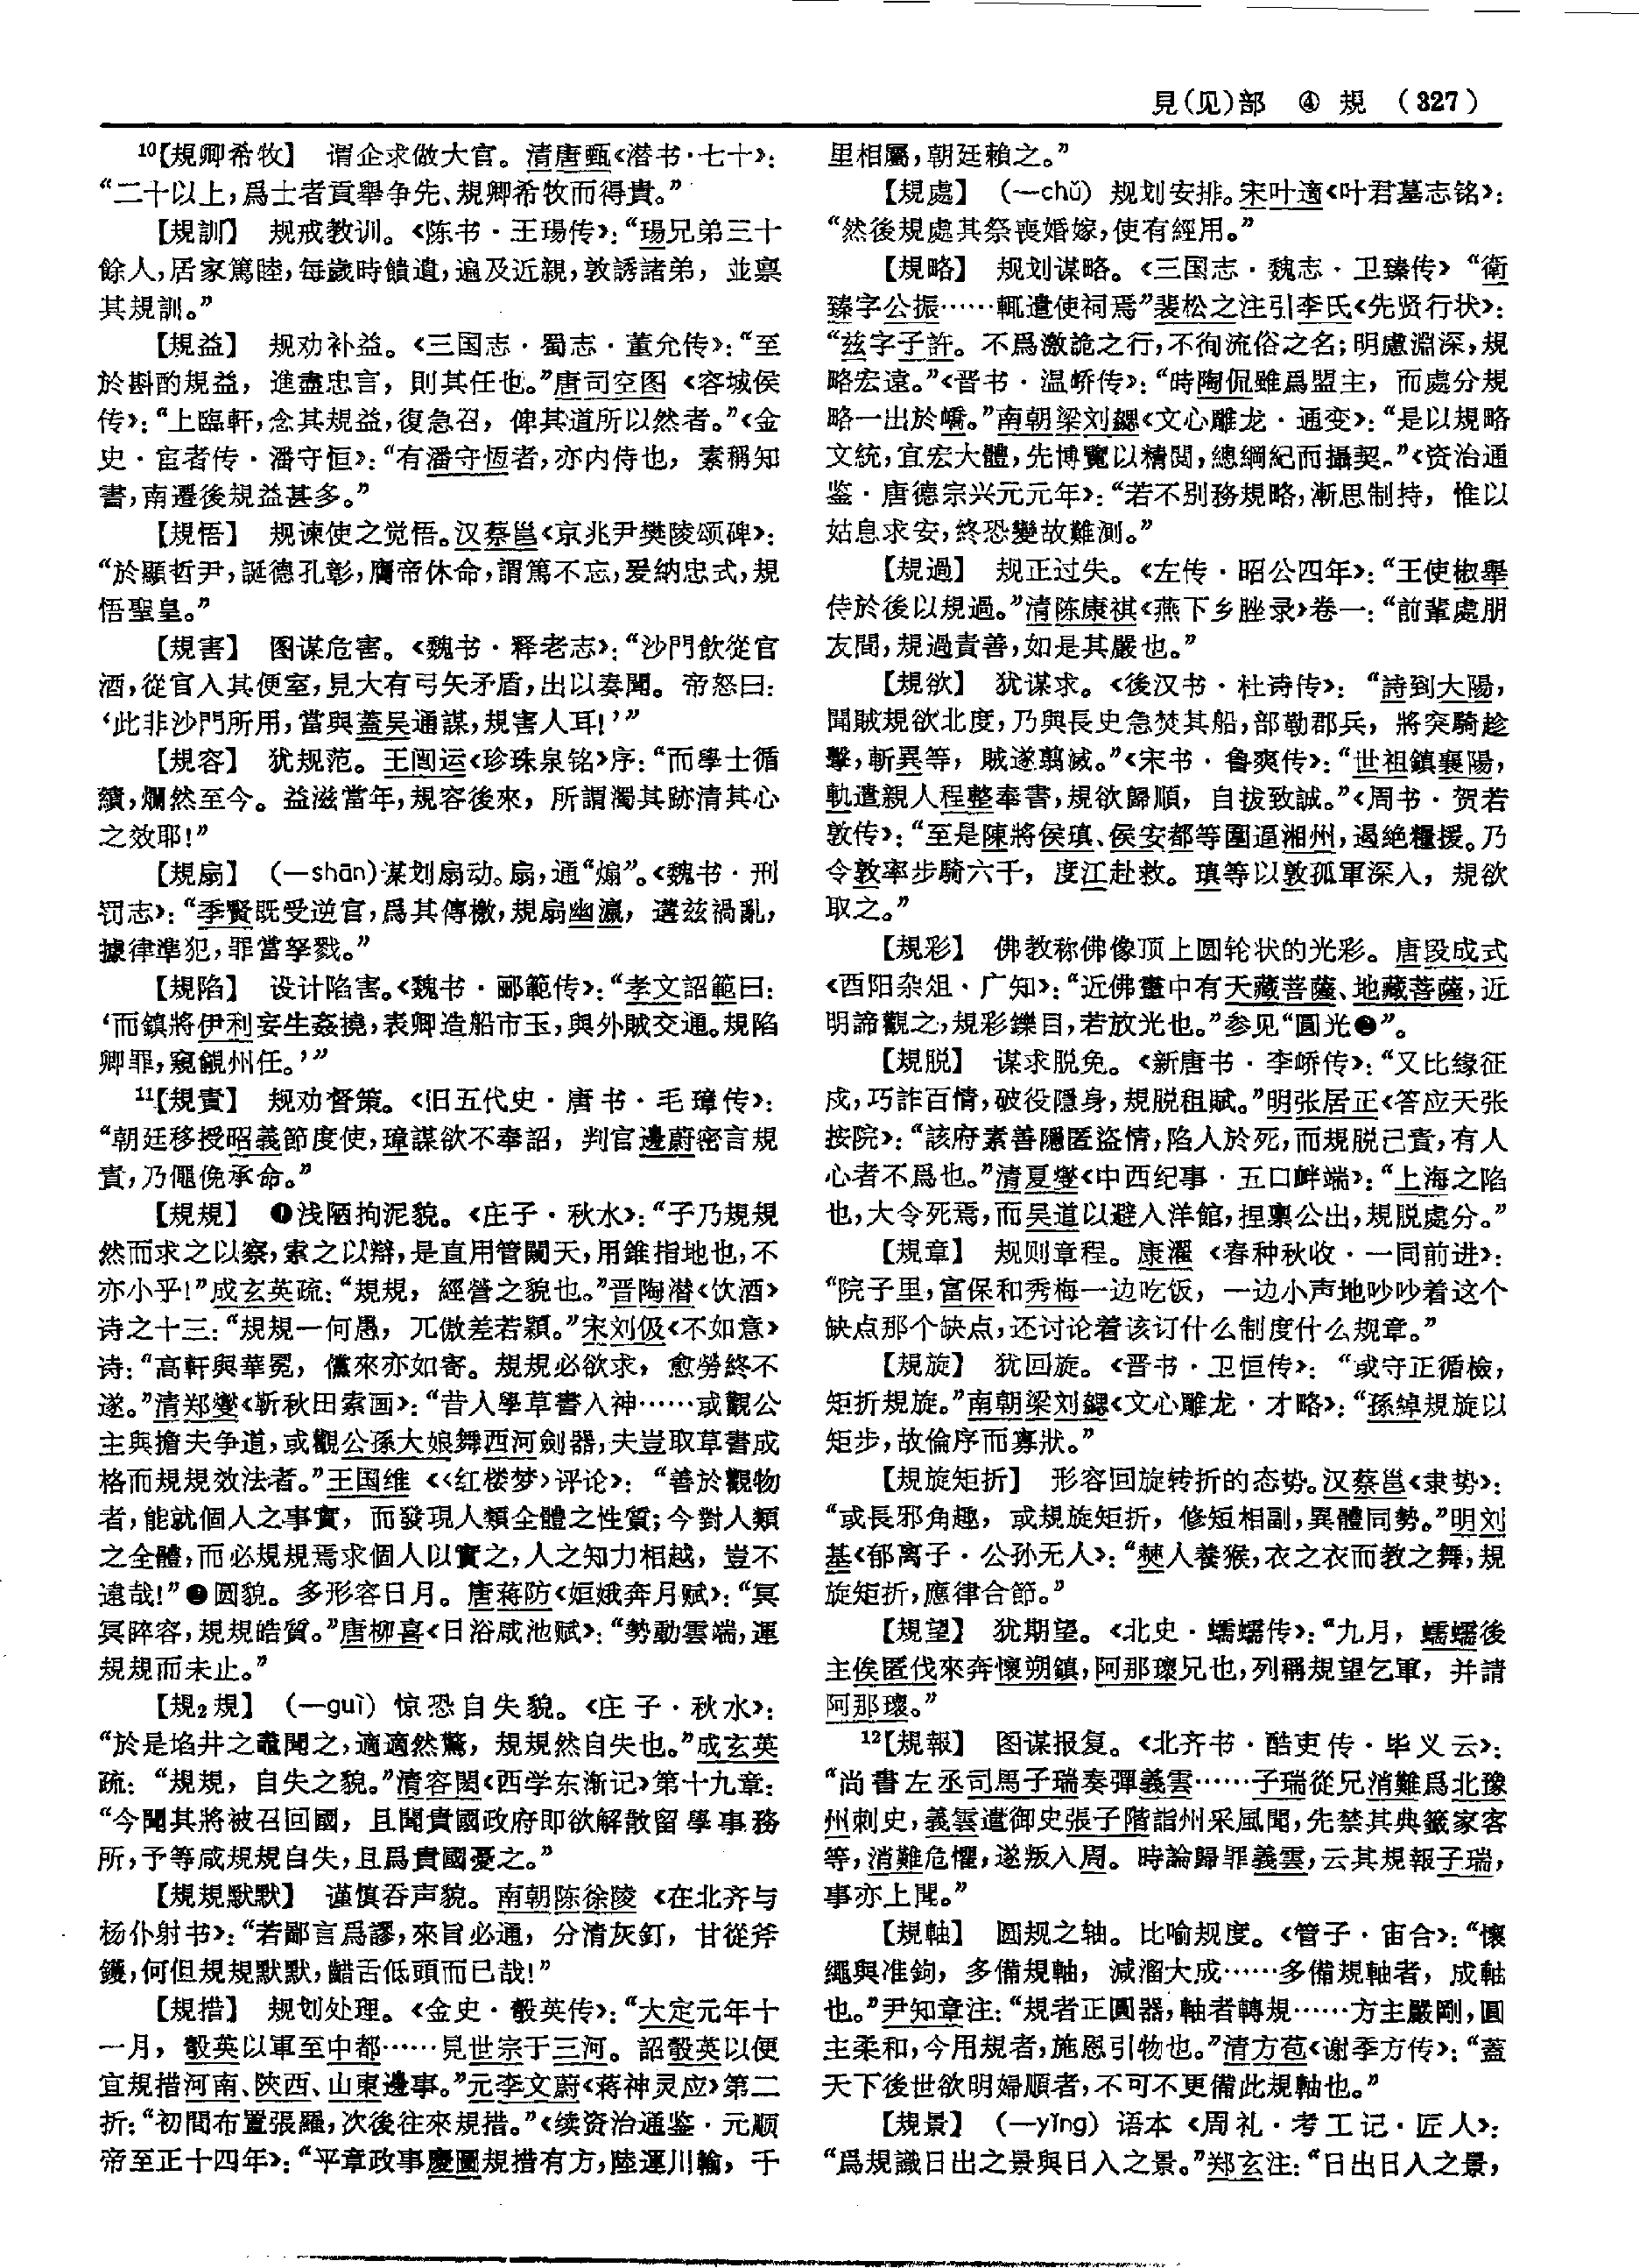 見(见)部 ④ 規 (327)
¹⁰【規卿希牧】 谓企求做大官。清唐甄《潜书·七十》：
“二十以上，爲士者貢舉争先、規卿希牧而得貴。”
【規訓】 规戒教训。《陈书·王瑒传》：“瑒兄弟三十
餘人，居家篤睦，每歲時饋遺，遍及近親，敦誘諸弟，並禀
其規訓。”
【規益】 规劝补益。《三国志·蜀志·董允传》：“至
於斟酌規益，進盡忠言，則其任也。”唐司空图《容城侯
传》：“上臨軒，念其規益，復急召，俾其道所以然者。”《金
史·宦者传·潘守恒》：“有潘守恆者，亦内侍也，素稱知
書，南遷後規益甚多。”
【規悟】 规谏使之觉悟。汉蔡邕《京兆尹樊陵颂碑》：
“於顯哲尹，誕德孔彰，膺帝休命，謂篤不忘，爰納忠式，規
悟聖皇。”
【規害】 图谋危害。《魏书·释老志》：“沙門飲從官
酒，從官入其便室，見大有弓矢矛盾，出以奏聞。帝怒曰：
‘此非沙門所用，當與蓋吴通謀，規害人耳！’”
【規容】 犹规范。王闿运《珍珠泉铭》序：“而學士循
續，爛然至今。益滋當年，規容後來，所謂濁其跡清其心
之效耶！”
【規扇】 (—shān)谋划扇动。扇，通“煽”。《魏书·刑
罚志》：“季賢既受逆官，爲其傳檄，規扇幽瀛，遘兹禍亂，
據律準犯，罪當孥戮。”
【規陷】 设计陷害。《魏书·郦範传》：“孝文詔範曰：
‘而鎮將伊利妄生姦撓，表卿造船市玉，與外賊交通。規陷
卿罪，窺覦州任。’”
¹¹【規責】 规劝督策。《旧五代史·唐书·毛璋传》：
“朝廷移授昭義節度使，璋謀欲不奉詔，判官邊蔚密言規
責，乃僶俛承命。”
【規規】 ❶浅陋拘泥貌。《庄子·秋水》：“子乃規規
然而求之以察，索之以辯，是直用管闚天，用錐指地也，不
亦小乎！”成玄英疏：“規規，經營之貌也。”晋陶潜《饮酒》
诗之十三：“規規一何愚，兀傲差若穎。”宋刘伋《不如意》
诗：“高軒與華冕，儻來亦如寄。規規必欲求，愈勞終不
遂。”清郑燮《靳秋田索画》：“昔人學草書入神……或觀公
主與擔夫争道，或觀公孫大娘舞西河劍器，夫豈取草書成
格而規規效法者。”王国维《〈红楼梦〉评论》：“善於觀物
者，能就個人之事實，而發現人類全體之性質；今對人類
之全體，而必規規焉求個人以實之，人之知力相越，豈不
遠哉！”❷圆貌。多形容日月。唐蒋防《姮娥奔月赋》：“冥
冥睟容，規規皓質。”唐柳喜《日浴咸池赋》：“勢動雲端，運
規規而未止。”
【規₂規】 (—guī) 惊恐自失貌。《庄子·秋水》：
“於是埳井之鼃聞之，適適然驚，規規然自失也。”成玄英
疏：“規規，自失之貌。”清容闳《西学东渐记》第十九章：
“今聞其將被召回國，且聞貴國政府即欲解散留學事務
所，予等咸規規自失，且爲貴國憂之。”
【規規默默】 谨慎吞声貌。南朝陈徐陵《在北齐与
杨仆射书》：“若鄙言爲謬，來旨必通，分清灰釘，甘從斧
鑊，何但規規默默，齰舌低頭而已哉！”
【規措】 规划处理。《金史·彀英传》：“大定元年十
一月，彀英以軍至中都……見世宗于三河。詔彀英以便
宜規措河南、陝西、山東邊事。”元李文蔚《蒋神灵应》第二
折：“初間布置張羅，次後往來規措。”《续资治通鉴·元顺
帝至正十四年》：“平章政事慶圖規措有方，陸運川輸，千
里相屬，朝廷賴之。”
【規處】 (—chǔ) 规划安排。宋叶適《叶君墓志铭》：
“然後規處其祭喪婚嫁，使有經用。”
【規略】 规划谋略。《三国志·魏志·卫臻传》“衛
臻字公振……輒遣使祠焉”裴松之注引李氏《先贤行状》：
“兹字子許。不爲激詭之行，不徇流俗之名；明慮淵深，規
略宏遠。”《晋书·温峤传》：“時陶侃雖爲盟主，而處分規
略一出於嶠。”南朝梁刘勰《文心雕龙·通变》：“是以規略
文統，宜宏大體，先博覽以精閲，總綱紀而攝契。”《资治通
鉴·唐德宗兴元元年》：“若不别務規略，漸思制持，惟以
姑息求安，終恐變故難測。”
【規過】 规正过失。《左传·昭公四年》：“王使椒舉
侍於後以規過。”清陈康祺《燕下乡脞录》卷一：“前輩處朋
友間，規過責善，如是其嚴也。”
【規欲】 犹谋求。《後汉书·杜诗传》：“詩到大陽，
聞賊規欲北度，乃與長史急焚其船，部勒郡兵，將突騎趁
擊，斬異等，賊遂翦滅。”《宋书·鲁爽传》：“世祖鎮襄陽，
軌遣親人程整奉書，規欲歸順，自拔致誠。”《周书·贺若
敦传》：“至是陳將侯瑱、侯安都等圍逼湘州，遏絶糧援。乃
令敦率步騎六千，度江赴救。瑱等以敦孤軍深入，規欲
取之。”
【規彩】 佛教称佛像顶上圆轮状的光彩。唐段成式
《酉阳杂俎·广知》：“近佛畫中有天藏菩薩、地藏菩薩，近
明諦觀之，規彩鑠目，若放光也。”参见“圓光❷”。
【規脱】 谋求脱免。《新唐书·李峤传》：“又比緣征
戍，巧詐百情，破役隱身，規脱租賦。”明张居正《答应天张
按院》：“該府素善隱匿盜情，陷人於死，而規脱己責，有人
心者不爲也。”清夏燮《中西纪事·五口衅端》：“上海之陷
也，大令死焉，而吴道以避入洋館，捏禀公出，規脱處分。”
【規章】 规则章程。康濯《春种秋收·一同前进》：
“院子里，富保和秀梅一边吃饭，一边小声地吵吵着这个
缺点那个缺点，还讨论着该订什么制度什么规章。”
【規旋】 犹回旋。《晋书·卫恒传》：“或守正循檢，
矩折規旋。”南朝梁刘勰《文心雕龙·才略》：“孫綽規旋以
矩步，故倫序而寡狀。”
【規旋矩折】 形容回旋转折的态势。汉蔡邕《隶势》：
“或長邪角趣，或規旋矩折，修短相副，異體同勢。”明刘
基《郁离子·公孙无人》：“僰人養猴，衣之衣而教之舞，規
旋矩折，應律合節。”
【規望】 犹期望。《北史·蠕蠕传》：“九月，蠕蠕後
主俟匿伐來奔懷朔鎮，阿那瓌兄也，列稱規望乞軍，并請
阿那瓌。”
¹²【規報】 图谋报复。《北齐书·酷吏传·毕义云》：
“尚書左丞司馬子瑞奏彈義雲……子瑞從兄消難爲北豫
州刺史，義雲遣御史張子階詣州采風聞，先禁其典籤家客
等，消難危懼，遂叛入周。時論歸罪義雲，云其規報子瑞，
事亦上聞。”
【規軸】 圆规之轴。比喻规度。《管子·宙合》：“懷
繩與准鉤，多備規軸，減溜大成……多備規軸者，成軸
也。”尹知章注：“規者正圓器，軸者轉規……方主嚴剛，圓
主柔和，今用規者，施恩引物也。”清方苞《谢季方传》：“蓋
天下後世欲明婦順者，不可不更備此規軸也。”
【規景】 (—yǐng) 语本《周礼·考工记·匠人》：
“爲規識日出之景與日入之景。”郑玄注：“日出日入之景，